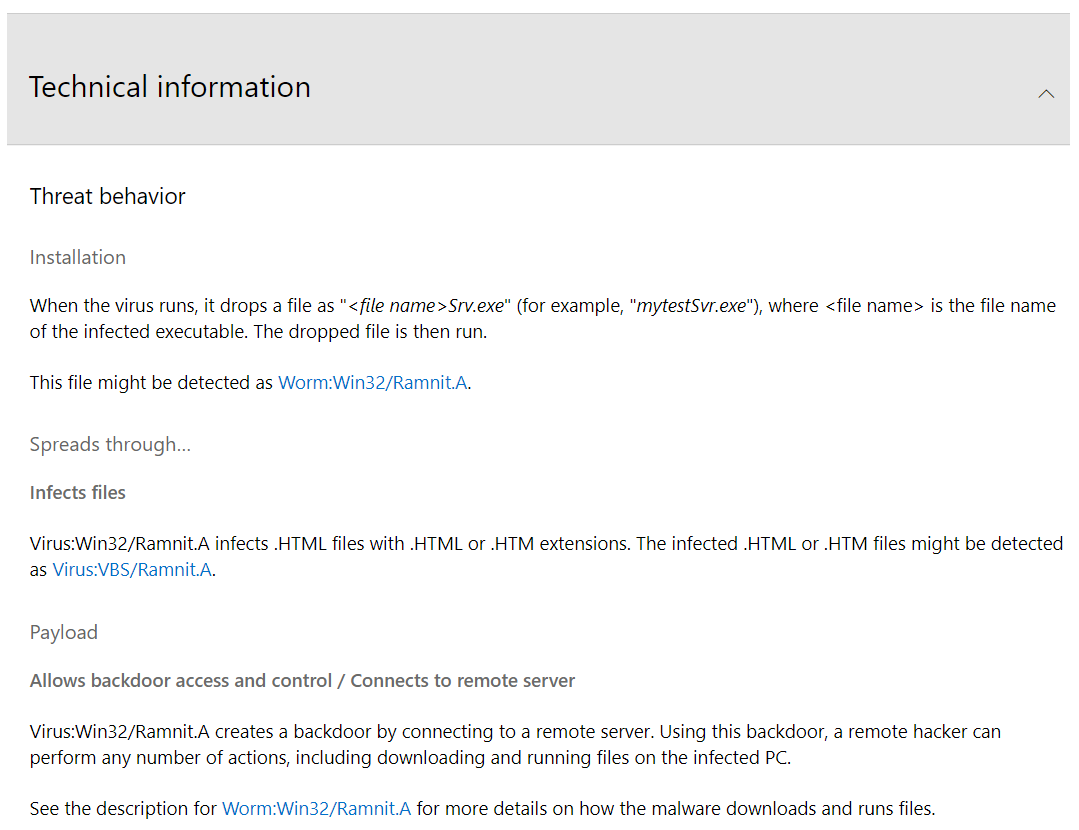 Technical information
Threat behavior
Installation
When the virus runs, it drops a file as "<file name>Srv.exe" (for example, "mytestSvr.exe"), where <file name> is the file name
of the infected executable. The dropped file is then run.
This file might be detected as Worm:Win32/Ramnit.A.
Spreads through...
Infects files
Virus:Win32/Ramnit.A infects .HTML files with .HTML or .HTM extensions. The infected .HTML or .HTM files might be detected
as Virus:VBS/Ramnit.A.
Payload
Allows backdoor access and control / Connects to remote server
Virus:Win32/Ramnit.A creates a backdoor by connecting to a remote server. Using this backdoor, a remote hacker can
perform any number of actions, including downloading and running files on the infected PC.
See the description for Worm:Win32/Ramnit.A for more details on how the malware downloads and runs files.